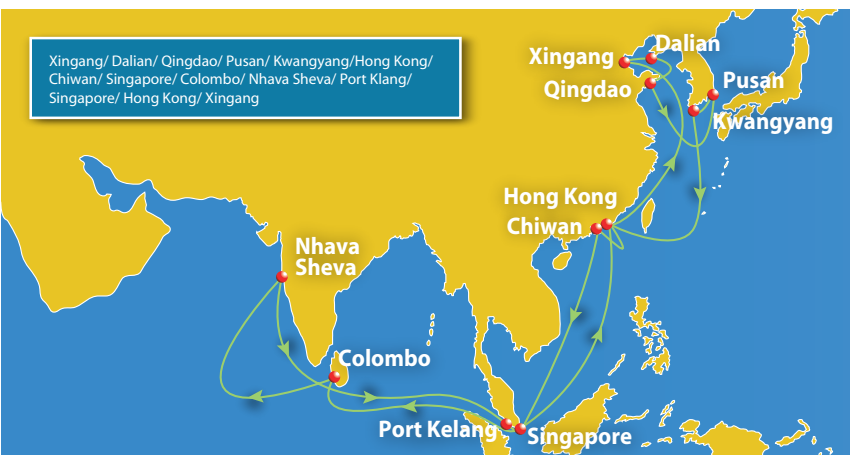 Xingang/ Dalian/ Qingdao/ Pusan/ Kwangyang/Hong Kong/
Chiwan/ Singapore/ Colombo/ Nhava Sheva/ Port Klang/
Singapore/ Hong Kong/ Xingang
Dalian
Xingang
Qingdao
Pusan
Kwangyang
Hong Kong
Chiwan
Nhava
Sheva
Colombo
Port Kelang
Singapore